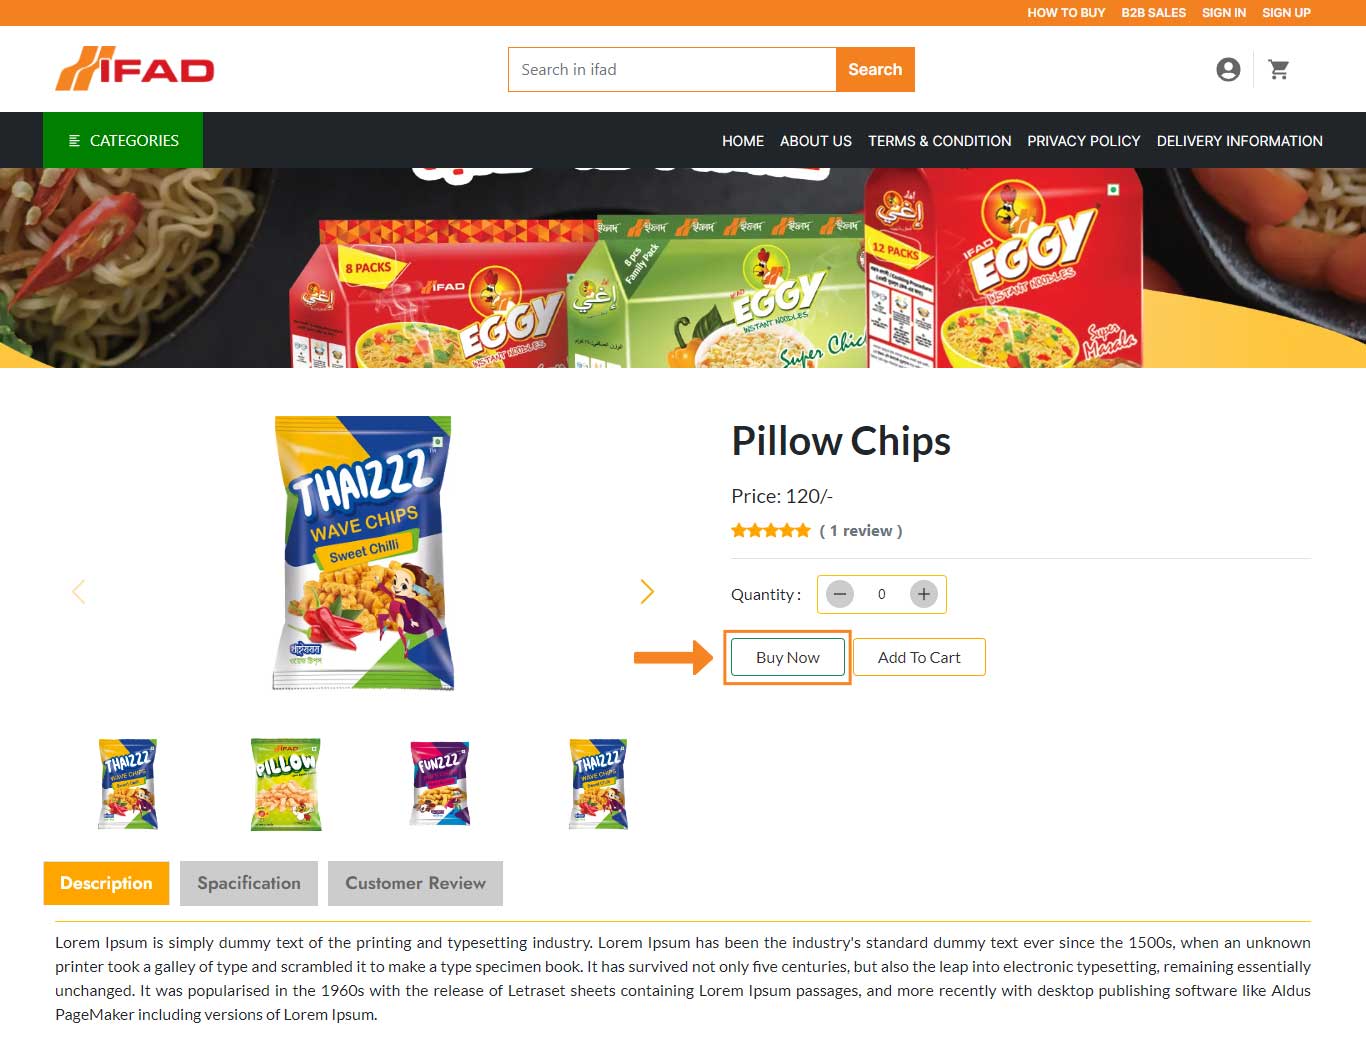 HOW TO BUY B2B SALES SIGN IN SIGN UP
IFAD
Search in ifad
Search
CATEGORIES
HOME ABOUT US TERMS & CONDITION PRIVACY POLICY DELIVERY INFORMATION
ইফাদ ইফাদ ইফাদ ইফাদ ইফাদ
8 PACKS
إغي
IFAD
EGGY
INSTANT NOODLES
8 pcs
Family Pack
إغي
EGGY
INSTANT NOODLES
Super Chic
إغي
12 PACKS
IFAD
EGGY
INSTANT NOODLES
Super
Masala
THAIZZZ
WAVE CHIPS
Sweet Chilli
Pillow Chips
Price: 120/-
( 1 review )
Quantity :
0
Buy Now
Add To Cart
THAIZZZ
WAVE CHIPS
IFAD
PILLOW
FUNZZZ
THAIZZZ
WAVE CHIPS
Description
Spacification
Customer Review
Lorem Ipsum is simply dummy text of the printing and typesetting industry. Lorem Ipsum has been the industry's standard dummy text ever since the 1500s, when an unknown
printer took a galley of type and scrambled it to make a type specimen book. It has survived not only five centuries, but also the leap into electronic typesetting, remaining essentially
unchanged. It was popularised in the 1960s with the release of Letraset sheets containing Lorem Ipsum passages, and more recently with desktop publishing software like Aldus
PageMaker including versions of Lorem Ipsum.